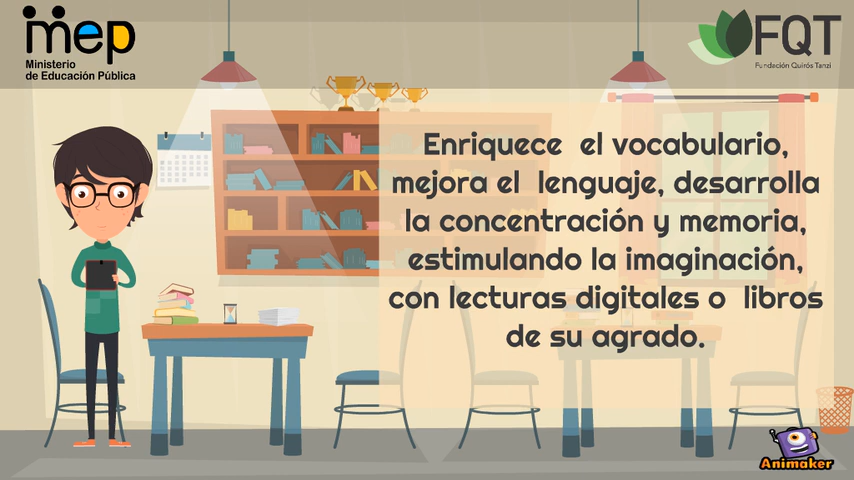 mep
Ministerio
de Educación Pública
FQT
Fundación Quirós Tanzi
Enriquece el vocabulario,
mejora el lenguaje, desarrolla
la concentración y memoria,
estimulando la imaginación,
con lecturas digitales o libros
de su agrado.
Animaker